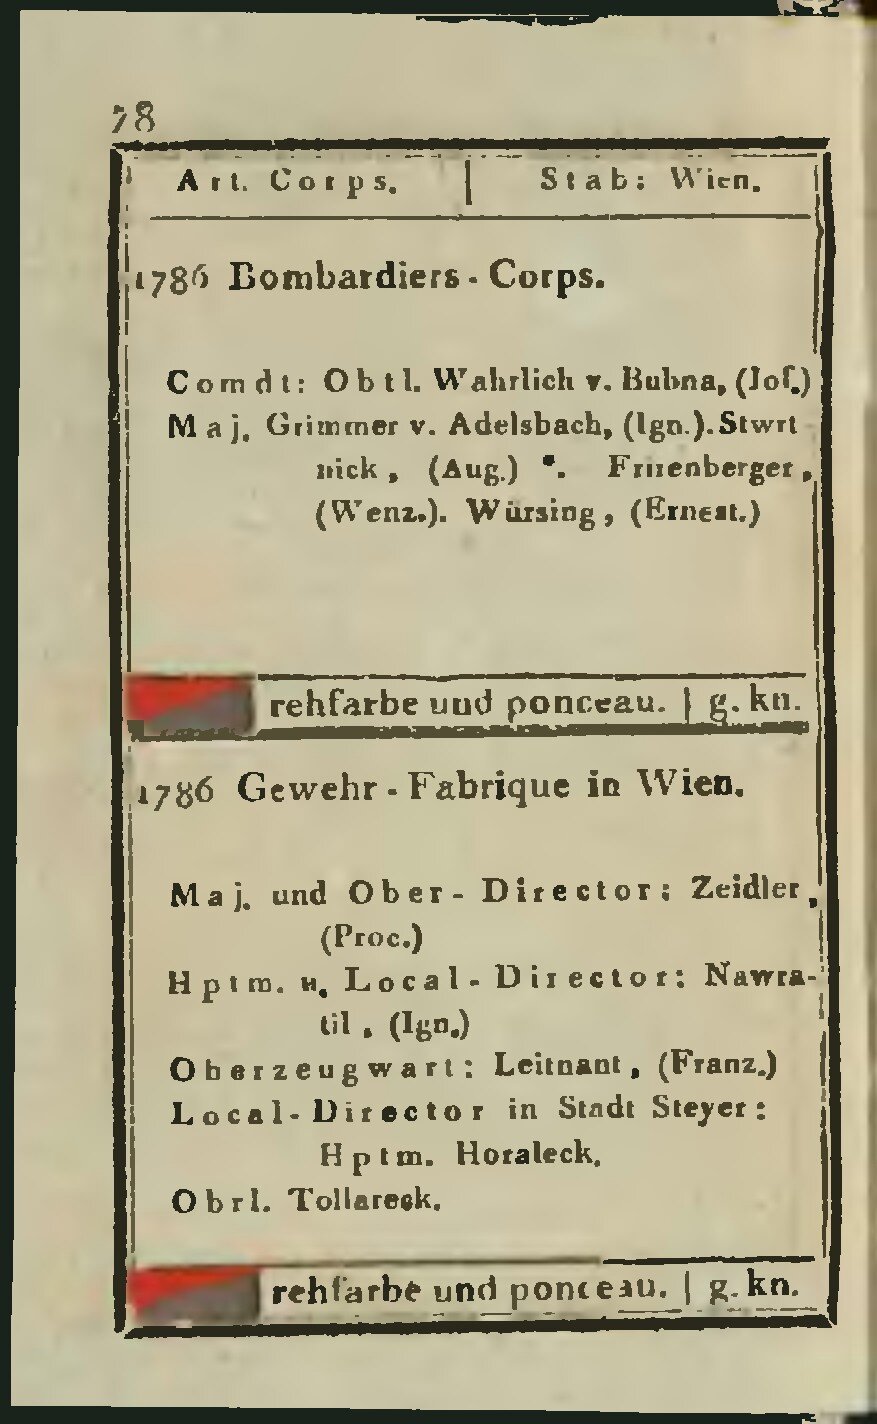 78
Art. Corps. | Stab: Wien.
1786 Bombardiers-Corps.
Comdt: Obtl. Wahrlich v. Bubna, (Jos.)
Maj. Grimmer v. Adelsbach, (Ign.). Stwrt
nick, (Aug.) *. Fruenberger,
(Wenz.). Würsing, (Ernest.)
rehfarbe und ponceau. | g. kn.
1786 Gewehr-Fabrique in Wien.
Maj. und Ober-Director: Zeidler,
(Proc.)
Hptm. u. Local-Director: Nawra-
til, (Ign.)
Oberzeugwart: Leitnant, (Franz.)
Local-Director in Stadt Steyer:
Hptm. Horaleck.
Obrl. Tollareck.
rehfarbe und ponceau. | g. kn.